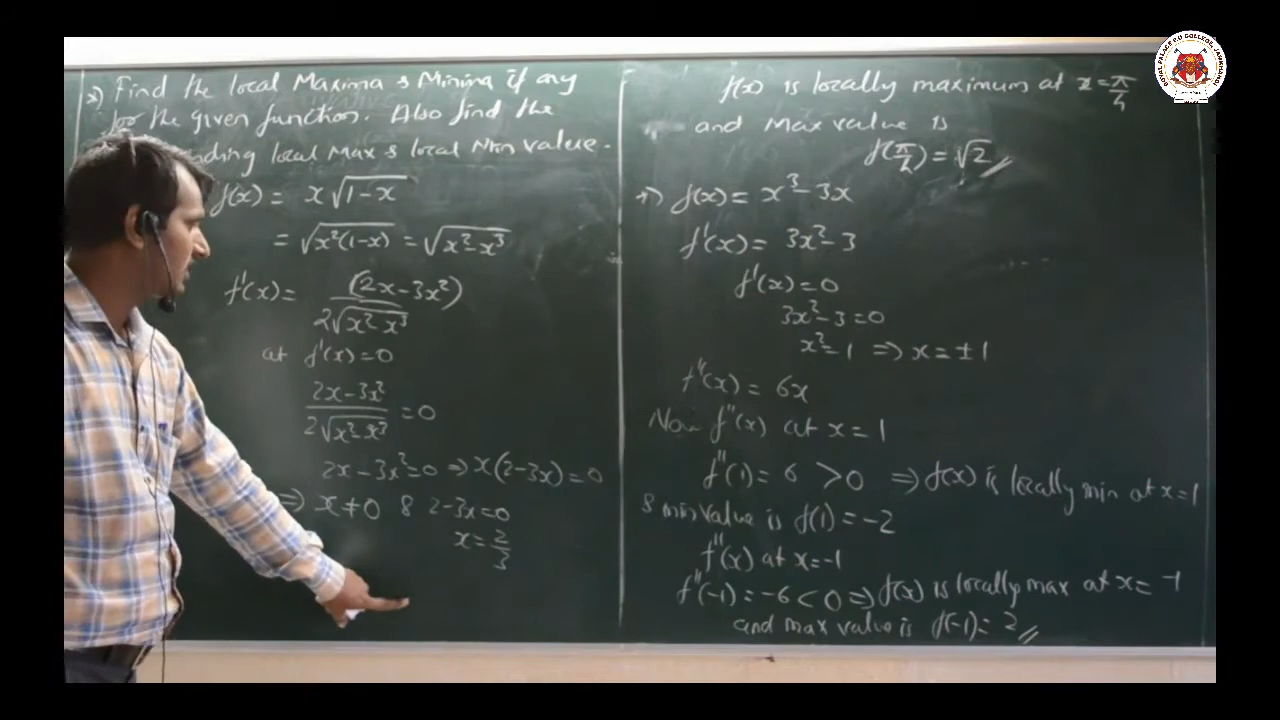 Find the local Maxima & Minima if any
for the given function. Also find the
nding local Max & local Min value.
f(x) = x√1-x
= √x²(1-x) = √x²-x³
f'(x) = (2x-3x²) / 2√x²-x³
at f'(x)=0
2x-3x² / 2√x²-x³ = 0
2x-3x²=0 ⇒ x(2-3x)=0
⇒ x≠0 & 2-3x=0
x = 2/3
f(x) is locally maximum at x = π/4
and Max value is
f(π/4) = √2 //
f(x) = x³-3x
f'(x) = 3x²-3
f'(x)=0
3x²-3=0
x²=1 ⇒ x=±1
f''(x) = 6x
Now f''(x) at x=1
f''(1) = 6 >0 ⇒ f(x) is locally min at x=1
& min value is f(1) = -2
f''(x) at x=-1
f''(-1) = -6 < 0 ⇒ f(x) is locally max at x = -1
and max value is f(-1) = 2 //